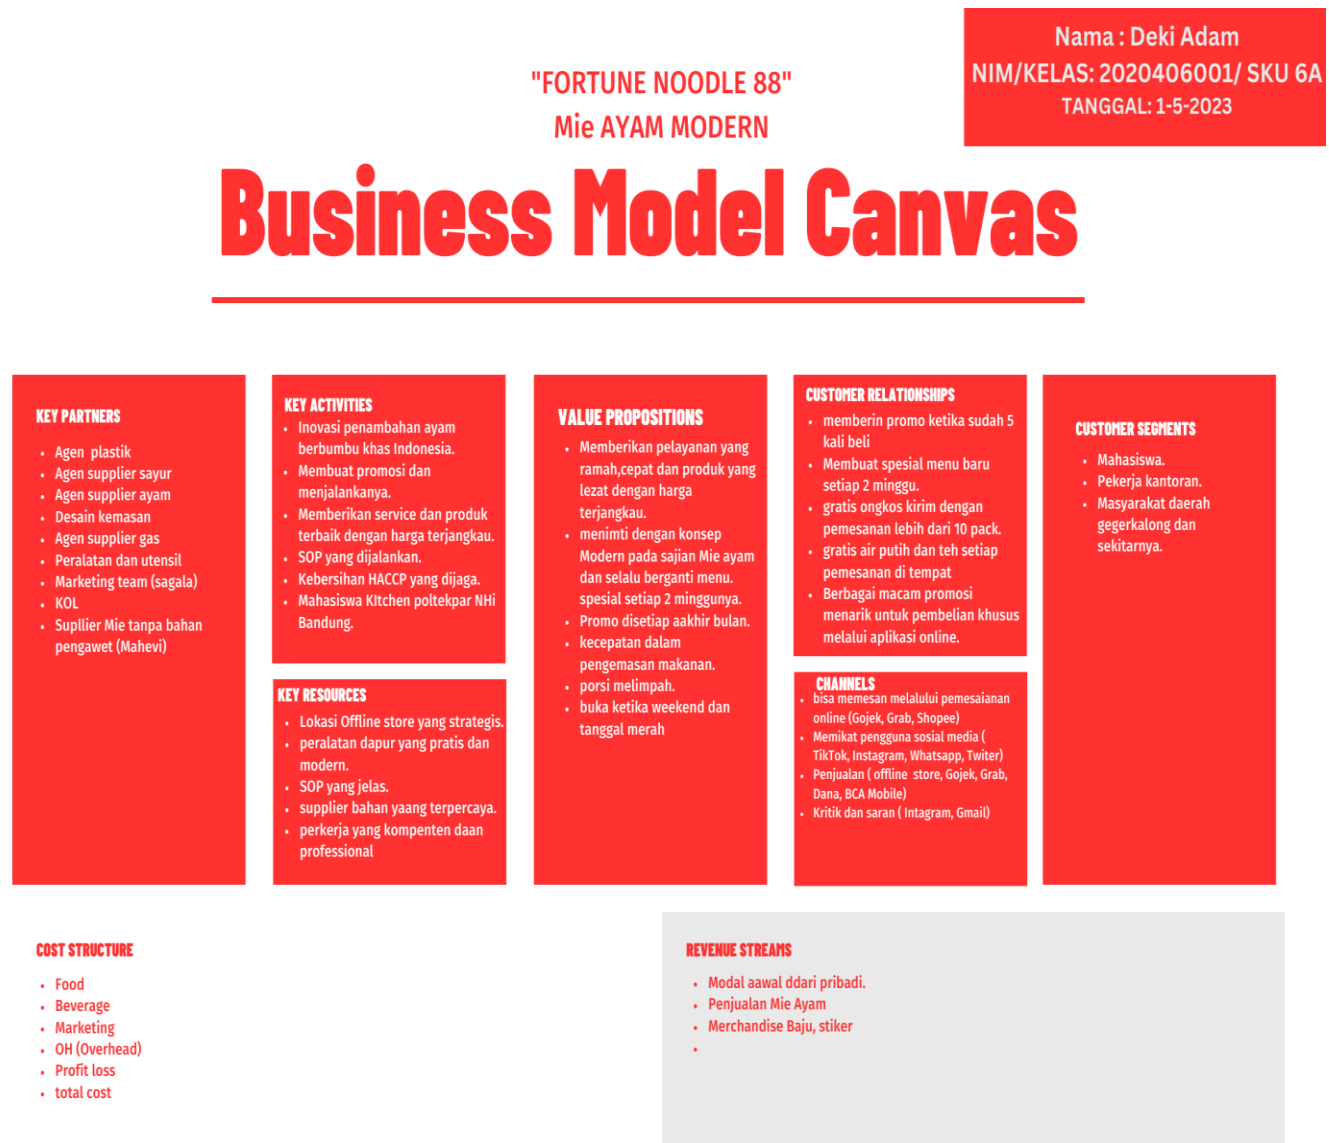 Nama : Deki Adam
NIM/KELAS: 2020406001/ SKU 6A
TANGGAL: 1-5-2023
"FORTUNE NOODLE 88"
Mie AYAM MODERN
Business Model Canvas
KEY PARTNERS
• Agen plastik
• Agen supplier sayur
• Agen supplier ayam
• Desain kemasan
• Agen supplier gas
• Peralatan dan utensil
• Marketing team (sagala)
• KOL
• Supllier Mie tanpa bahan
pengawet (Mahevi)
KEY ACTIVITIES
• Inovasi penambahan ayam
berbumbu khas Indonesia.
• Membuat promosi dan
menjalankanya.
• Memberikan service dan produk
terbaik dengan harga terjangkau.
• SOP yang dijalankan.
• Kebersihan HACCP yang dijaga.
• Mahasiswa KItchen poltekpar NHi
Bandung.
KEY RESOURCES
• Lokasi Offline store yang strategis.
• peralatan dapur yang pratis dan
modern.
• SOP yang jelas.
• supplier bahan yaang terpercaya.
• perkerja yang kompenten daan
professional
VALUE PROPOSITIONS
• Memberikan pelayanan yang
ramah,cepat dan produk yang
lezat dengan harga
terjangkau.
• menimti dengan konsep
Modern pada sajian Mie ayam
dan selalu berganti menu.
spesial setiap 2 minggunya.
• Promo disetiap aakhir bulan.
• kecepatan dalam
pengemasan makanan.
• porsi melimpah.
• buka ketika weekend dan
tanggal merah
CUSTOMER RELATIONSHIPS
• memberin promo ketika sudah 5
kali beli
• Membuat spesial menu baru
setiap 2 minggu.
• gratis ongkos kirim dengan
pemesanan lebih dari 10 pack.
• gratis air putih dan teh setiap
pemesanan di tempat
• Berbagai macam promosi
menarik untuk pembelian khusus
melalui aplikasi online.
CHANNELS
• bisa memesan melalului pemesaianan
online (Gojek, Grab, Shopee)
• Memikat pengguna sosial media (
TikTok, Instagram, Whatsapp, Twiter)
• Penjualan ( offline store, Gojek, Grab,
Dana, BCA Mobile)
• Kritik dan saran ( Intagram, Gmail)
CUSTOMER SEGMENTS
• Mahasiswa.
• Pekerja kantoran.
• Masyarakat daerah
gegerkalong dan
sekitarnya.
COST STRUCTURE
• Food
• Beverage
• Marketing
• OH (Overhead)
• Profit loss
• total cost
REVENUE STREAMS
• Modal aawal ddari pribadi.
• Penjualan Mie Ayam
• Merchandise Baju, stiker
•